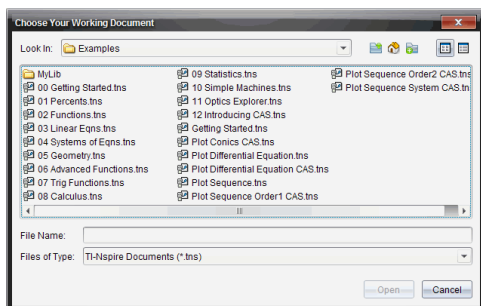 Choose Your Working Document
Look In: Examples
MyLib
00 Getting Started.tns
01 Percents.tns
02 Functions.tns
03 Linear Eqns.tns
04 Systems of Eqns.tns
05 Geometry.tns
06 Advanced Functions.tns
07 Trig Functions.tns
08 Calculus.tns
09 Statistics.tns
10 Simple Machines.tns
11 Optics Explorer.tns
12 Introducing CAS.tns
Getting Started.tns
Plot Conics CAS.tns
Plot Differential Equation.tns
Plot Differential Equation CAS.tns
Plot Sequence.tns
Plot Sequence Order1 CAS.tns
Plot Sequence Order2 CAS.tns
Plot Sequence System CAS.tn
File Name:
Files of Type: TI-Nspire Documents (*.tns)
Open Cancel